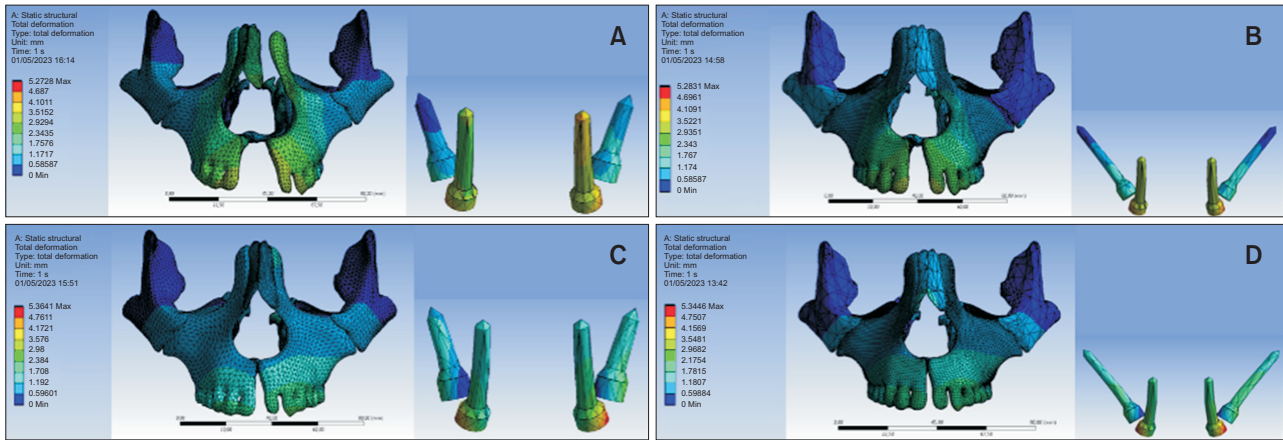 A: Static structural
Total deformation
Type: total deformation
Unit: mm
Time: 1 s
01/05/2023 16:14
5.2728 Max
4.687
4.1011
3.5152
2.9294
2.3435
1.7576
1.1717
0.58587
0 Min
A
A: Static structural
Total deformation
Type: total deformation
Unit: mm
Time: 1 s
01/05/2023 14:58
5.2831 Max
4.6961
4.1091
3.5221
2.9351
2.343
1.767
1.174
0.58587
0 Min
B
A: Static structural
Total deformation
Type: total deformation
Unit: mm
Time: 1 s
01/05/2023 15:51
5.3641 Max
4.7611
4.1721
3.576
2.98
2.384
1.708
1.192
0.59601
0 Min
C
A: Static structural
Total deformation
Type: total deformation
Unit: mm
Time: 1 s
01/05/2023 13:42
5.3446 Max
4.7507
4.1569
3.5481
2.9682
2.1754
1.7815
1.1807
0.59884
0 Min
D